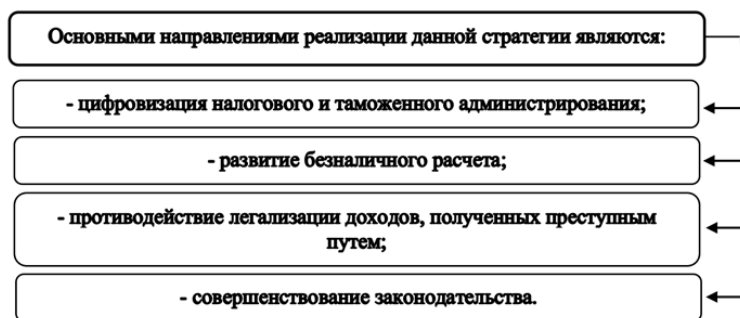 Основными направлениями реализации данной стратегии являются:
- цифровизация налогового и таможенного администрирования;
- развитие безналичного расчета;
- противодействие легализации доходов, полученных преступным
путем;
- совершенствование законодательства.